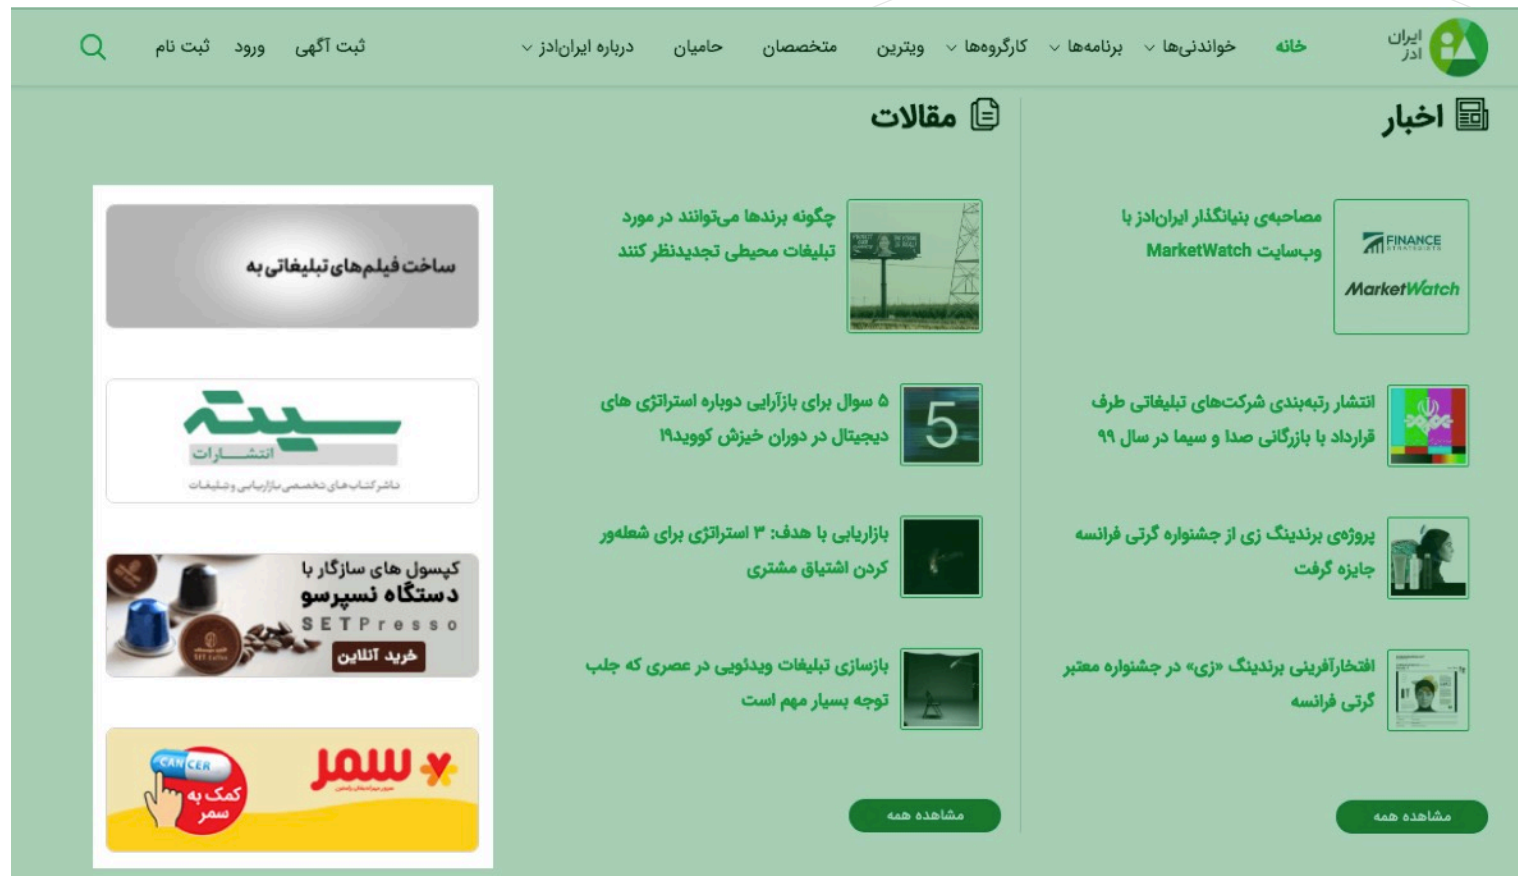 ایران
ادز
خانه
خواندنی‌ها
برنامه‌ها
کارگروه‌ها
ویترین
متخصصان
حامیان
درباره ایران‌ادز
ثبت آگهی
ورود
ثبت نام
اخبار
FINANCE
STRATEGISTS
MarketWatch
مصاحبه‌ی بنیانگذار ایران‌ادز با
وب‌سایت MarketWatch
انتشار رتبه‌بندی شرکت‌های تبلیغاتی طرف
قرارداد با بازرگانی صدا و سیما در سال ۹۹
پروژه‌ی برندینگ زی از جشنواره گرتی فرانسه
جایزه گرفت
افتخارآفرینی برندینگ «زی» در جشنواره معتبر
گرتی فرانسه
مشاهده همه
مقالات
چگونه برندها می‌توانند در مورد
تبلیغات محیطی تجدیدنظر کنند
5
۵ سوال برای بازآرایی دوباره استراتژی های
دیجیتال در دوران خیزش کووید۱۹
بازاریابی با هدف: ۳ استراتژی برای شعله‌ور
کردن اشتیاق مشتری
بازسازی تبلیغات ویدئویی در عصری که جلب
توجه بسیار مهم است
مشاهده همه
ساخت فیلم‌های تبلیغاتی به
سیته
انتشــارات
ناشر کتاب‌های تخصصی بازاریابی و تبلیغات
کپسول های سازگار با
دستگاه نسپرسو
SETPresso
خرید آنلاین
سمر
CANCER
کمک به
سمر